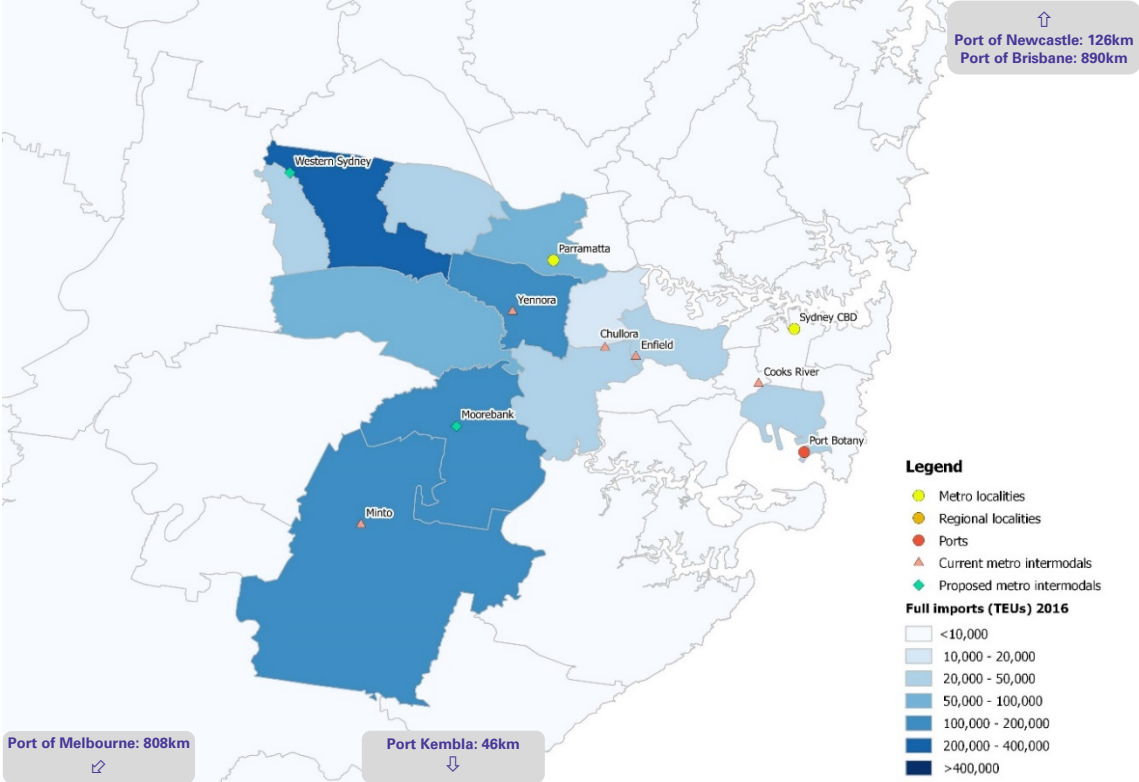 ⇧
Port of Newcastle: 126km
Port of Brisbane: 890km
Western Sydney
Parramatta
Yennora
Sydney CBD
Chullora
Enfield
Cooks River
Moorebank
Port Botany
Minto
Legend
Metro localities
Regional localities
Ports
Current metro intermodals
Proposed metro intermodals
Full imports (TEUs) 2016
<10,000
10,000 - 20,000
20,000 - 50,000
50,000 - 100,000
100,000 - 200,000
200,000 - 400,000
>400,000
Port of Melbourne: 808km
⬃
Port Kembla: 46km
⇩